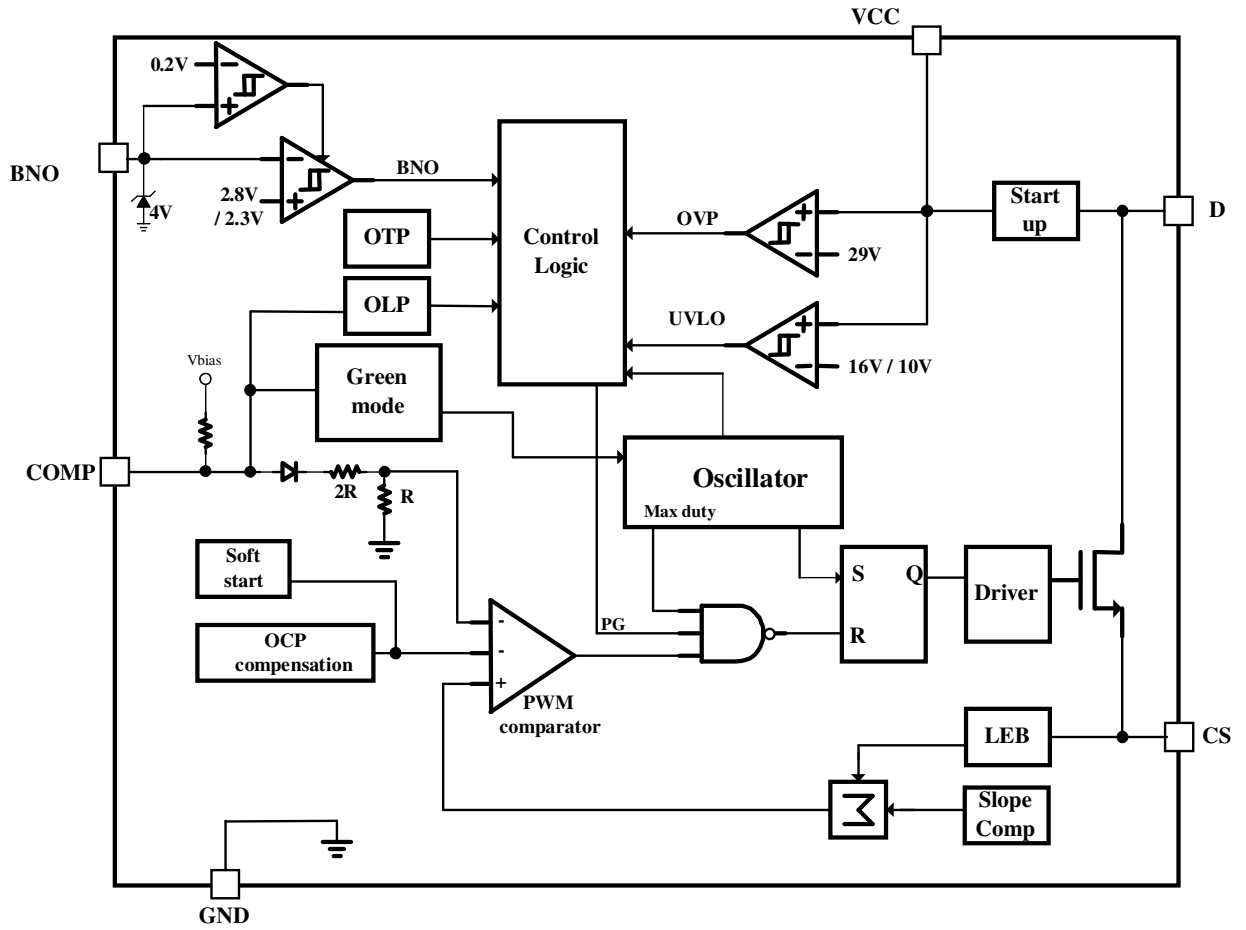 VCC
0.2V
BNO
BNO
4V
2.8V
/ 2.3V
OTP
OLP
Control
Logic
OVP
29V
UVLO
16V / 10V
Start
up
D
Vbias
Green
mode
COMP
2R
R
Oscillator
Max duty
Soft
start
OCP
compensation
PG
-
-
+
PWM
comparator
S
Q
R
Driver
LEB
CS
Σ
Slope
Comp
GND